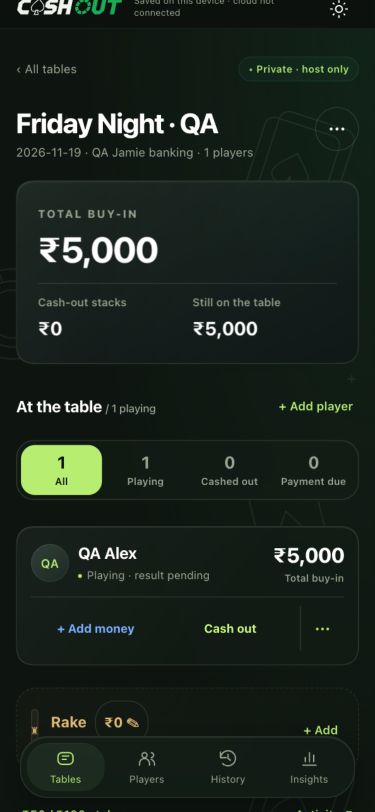 CASHOUT
Saved on this device · cloud not
connected
‹ All tables
• Private · host only
Friday Night · QA
2026-11-19 · QA Jamie banking · 1 players
TOTAL BUY-IN
₹5,000
Cash-out stacks
Still on the table
₹0
₹5,000
At the table / 1 playing
+ Add player
1
All
1
Playing
0
Cashed out
0
Payment due
QA
QA Alex
₹5,000
• Playing · result pending
Total buy-in
+ Add money
Cash out
Rake
₹0
+ Add
Tables
Players
History
Insights